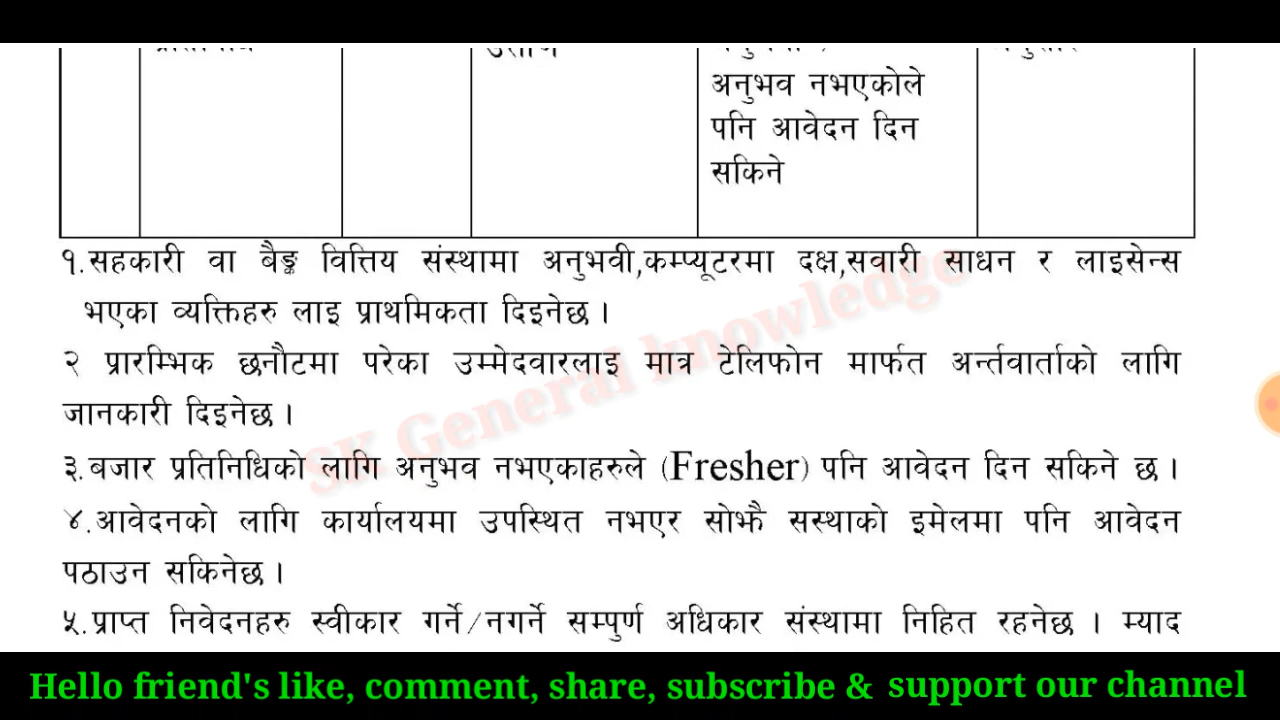 अनुभव नभएकोले
पनि आवेदन दिन
सकिने
१.सहकारी वा बैङ्क वित्तिय संस्थामा अनुभवी,कम्प्यूटरमा दक्ष,सवारी साधन र लाइसेन्स
भएका व्यक्तिहरु लाइ प्राथमिकता दिइनेछ ।
२ प्रारम्भिक छनौटमा परेका उम्मेदवारलाइ मात्र टेलिफोन मार्फत अर्न्तवार्ताको लागि
जानकारी दिइनेछ ।
३.बजार प्रतिनिधिको लागि अनुभव नभएकाहरुले (Fresher) पनि आवेदन दिन सकिने छ ।
४.आवेदनको लागि कार्यालयमा उपस्थित नभएर सोझै सस्थाको इमेलमा पनि आवेदन
पठाउन सकिनेछ ।
५.प्राप्त निवेदनहरु स्वीकार गर्ने/नगर्ने सम्पुर्ण अधिकार संस्थामा निहित रहनेछ । म्याद
SK General knowledge
Hello friend's like, comment, share, subscribe & support our channel